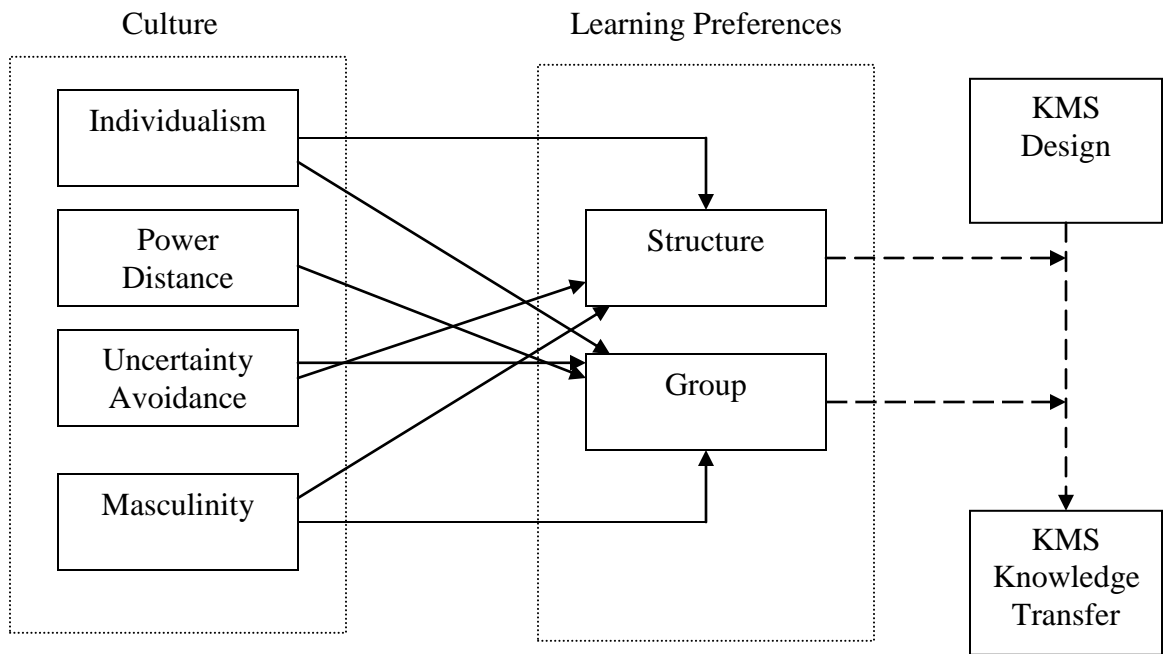 Culture
Learning Preferences
Individualism
Power
Distance
Uncertainty
Avoidance
Masculinity
Structure
Group
KMS
Design
KMS
Knowledge
Transfer